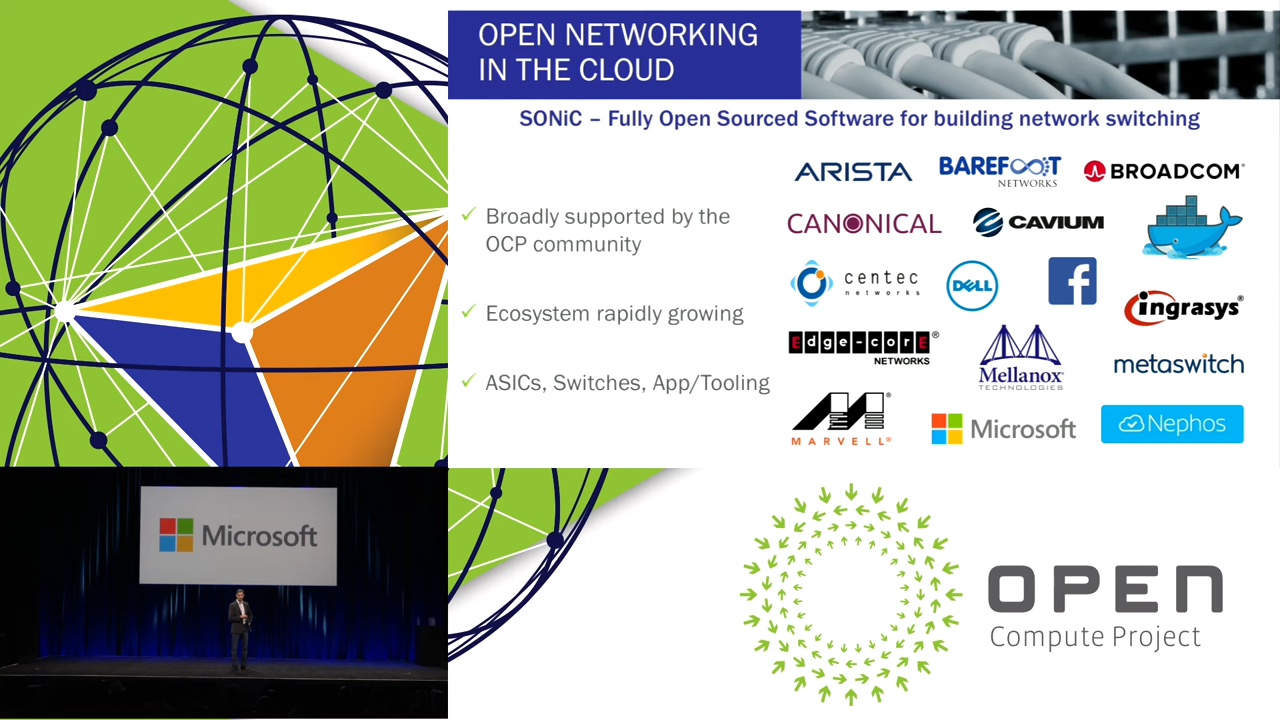 OPEN NETWORKING
IN THE CLOUD
SONiC – Fully Open Sourced Software for building network switching
✓ Broadly supported by the
OCP community
✓ Ecosystem rapidly growing
✓ ASICs, Switches, App/Tooling
ARISTA
BAREFOOT
NETWORKS
BROADCOM®
CANONICAL
CAVIUM
centec
networks
DELL
f
ingrasys®
Edge-corE®
NETWORKS
Mellanox®
TECHNOLOGIES
metaswitch
MARVELL®
Microsoft
Nephos
Microsoft
OPEN
Compute Project